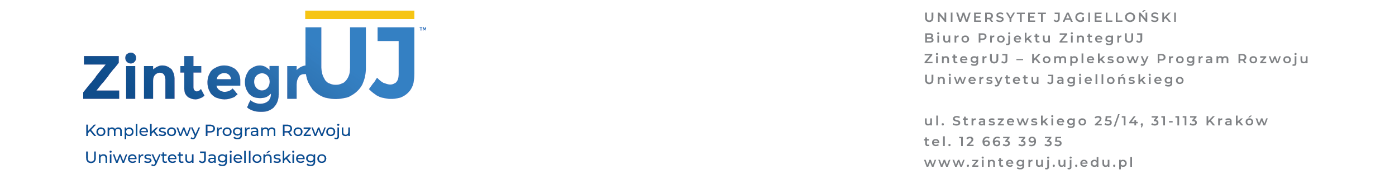 ZintegrUJ™
Kompleksowy Program Rozwoju
Uniwersytetu Jagiellońskiego
UNIWERSYTET JAGIELLOŃSKI
Biuro Projektu ZintegrUJ
ZintegrUJ – Kompleksowy Program Rozwoju
Uniwersytetu Jagiellońskiego
ul. Straszewskiego 25/14, 31-113 Kraków
tel. 12 663 39 35
www.zintegruj.uj.edu.pl